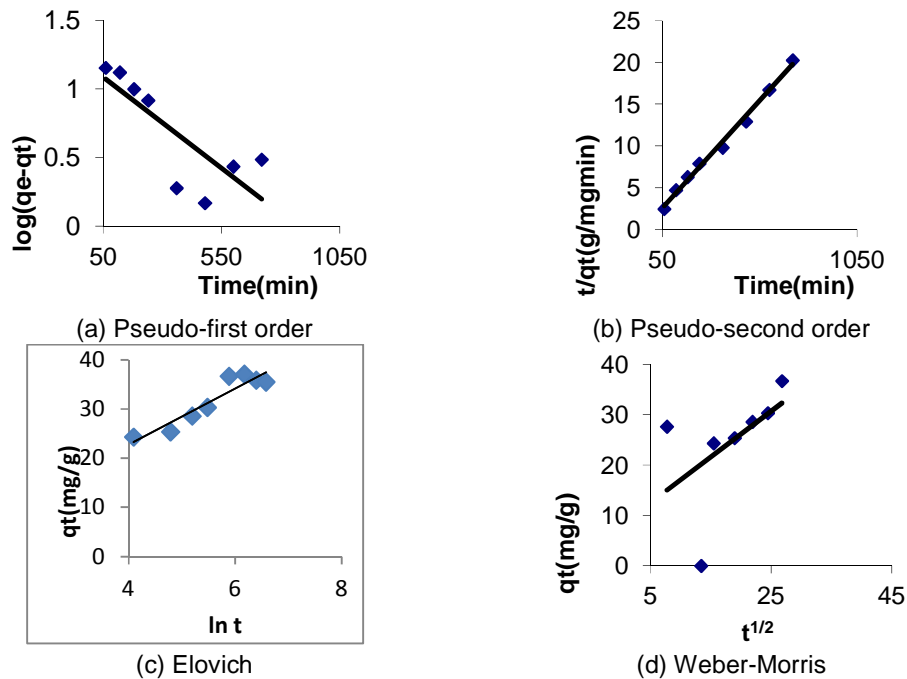 1.5
1
0.5
0
50 550 1050
log(qe-qt)
Time(min)
(a) Pseudo-first order
25
20
15
10
5
0
50 1050
t/qt(g/mgmin)
Time(min)
(b) Pseudo-second order
40
30
20
10
0
4 6 8
qt(mg/g)
ln t
(c) Elovich
40
30
20
10
0
5 25 45
qt(mg/g)
t1/2
(d) Weber-Morris